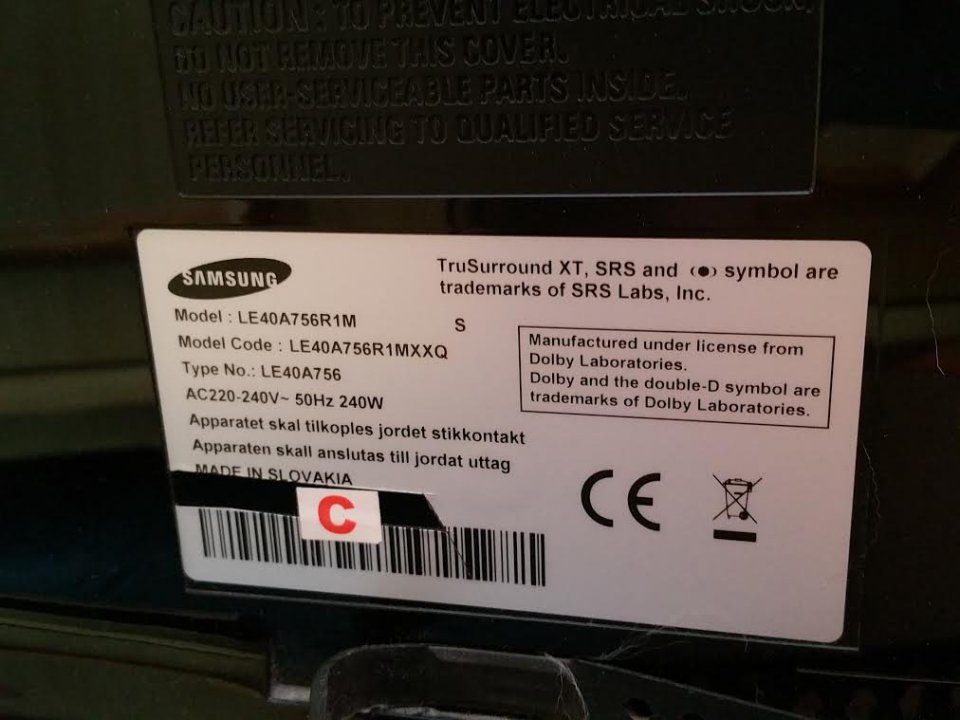 CAUTION : TO PREVENT ELECTRICAL SHOCK,
DO NOT REMOVE THIS COVER.
NO USER-SERVICEABLE PARTS INSIDE.
REFER SERVICING TO QUALIFIED SERVICE
PERSONNEL.
SAMSUNG
Model : LE40A756R1M
S
Model Code : LE40A756R1MXXQ
Type No.: LE40A756
AC220-240V~ 50Hz 240W
Apparatet skal tilkoples jordet stikkontakt
Apparaten skall anslutas till jordat uttag
MADE IN SLOVAKIA
C
TruSurround XT, SRS and (●) symbol are
trademarks of SRS Labs, Inc.
Manufactured under license from
Dolby Laboratories.
Dolby and the double-D symbol are
trademarks of Dolby Laboratories.
CE